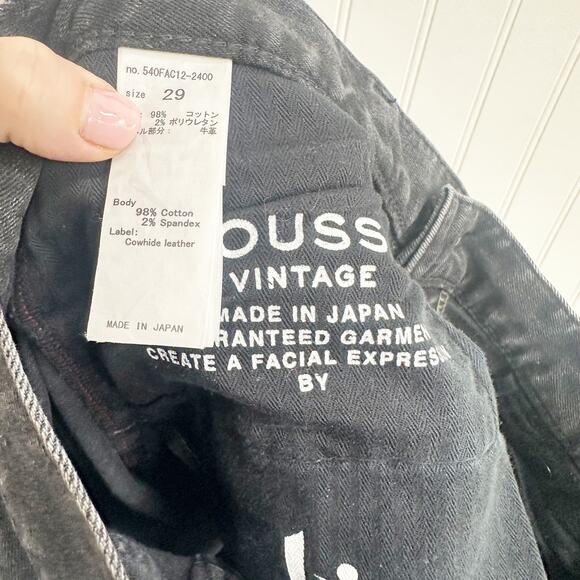 no. 540FAC12-2400
size 29
98% コットン
2% ポリウレタン
ル部分: 牛革
Body
98% Cotton
2% Spandex
Label:
Cowhide leather
MADE IN JAPAN
OUSS
VINTAGE
MADE IN JAPAN
RANTEED GARMEN
CREATE A FACIAL EXPRES
BY